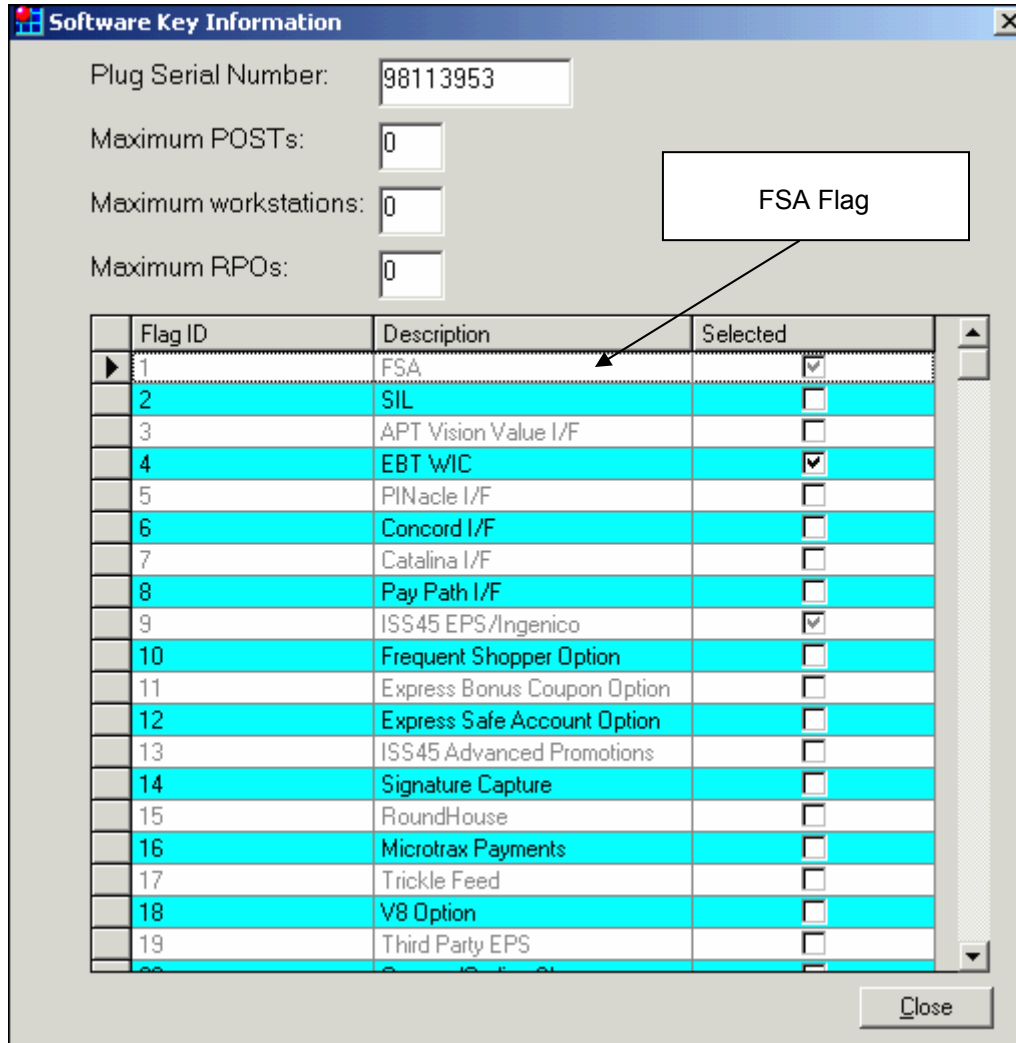 Software Key Information
Plug Serial Number: 98113953
Maximum POSTs: 0
Maximum workstations: 0
FSA Flag
Maximum RPOs: 0
Flag ID Description Selected
1 FSA
2 SIL
3 APT Vision Value I/F
4 EBT WIC
5 PINacle I/F
6 Concord I/F
7 Catalina I/F
8 Pay Path I/F
9 ISS45 EPS/Ingenico
10 Frequent Shopper Option
11 Express Bonus Coupon Option
12 Express Safe Account Option
13 ISS45 Advanced Promotions
14 Signature Capture
15 RoundHouse
16 Microtrax Payments
17 Trickle Feed
18 V8 Option
19 Third Party EPS
Close